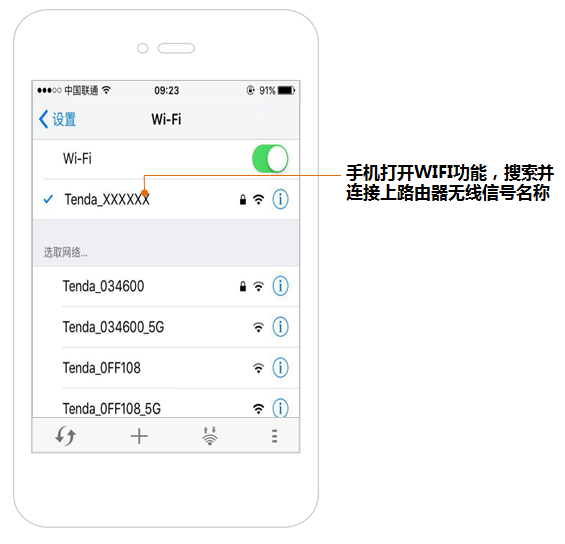 ●●●○○ 中国联通 09:23 91%
设置 Wi-Fi
Wi-Fi
手机打开WIFI功能，搜索并
连接上路由器无线信号名称
✓ Tenda_XXXXXX
选取网络...
Tenda_034600
Tenda_034600_5G
Tenda_0FF108
Tenda_0FF108_5G